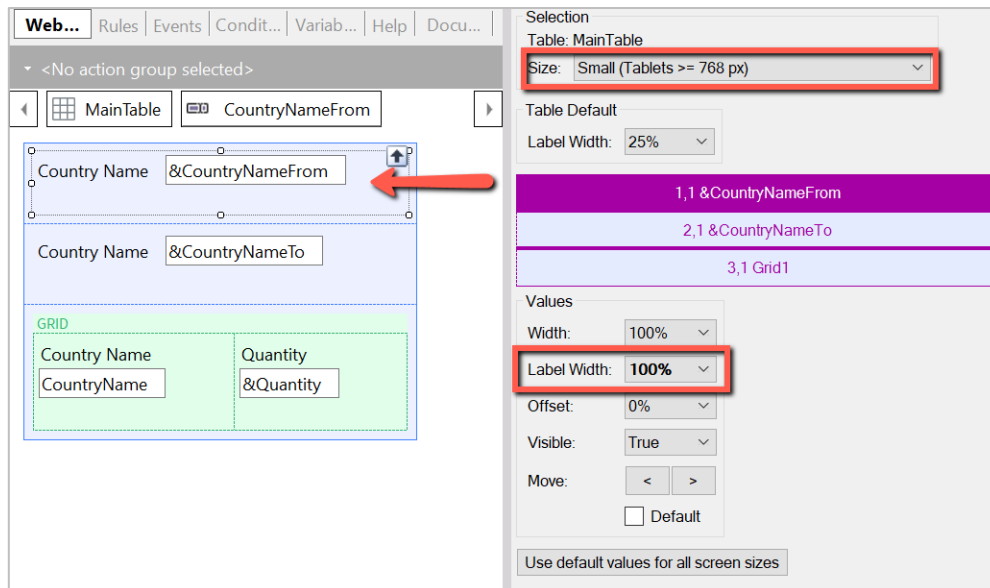 Web... Rules Events Condit... Variab... Help Docu...
<No action group selected>
MainTable CountryNameFrom
Country Name &CountryNameFrom
Country Name &CountryNameTo
GRID
Country Name Quantity
CountryName &Quantity
Selection
Table: MainTable
Size: Small (Tablets >= 768 px)
Table Default
Label Width: 25%
1,1 &CountryNameFrom
2,1 &CountryNameTo
3,1 Grid1
Values
Width: 100%
Label Width: 100%
Offset: 0%
Visible: True
Move: < >
Default
Use default values for all screen sizes